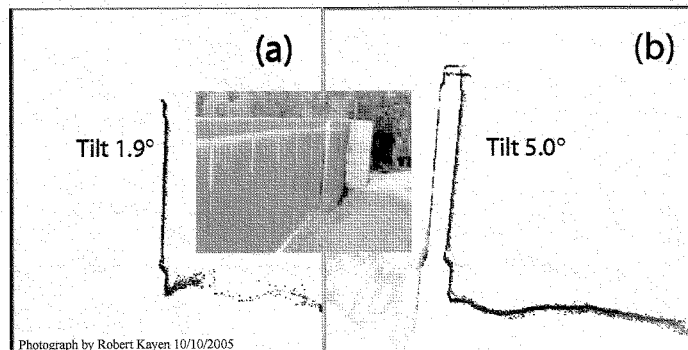 (a)
(b)
Tilt 1.9°
Tilt 5.0°
Photograph by Robert Kayen 10/10/2005